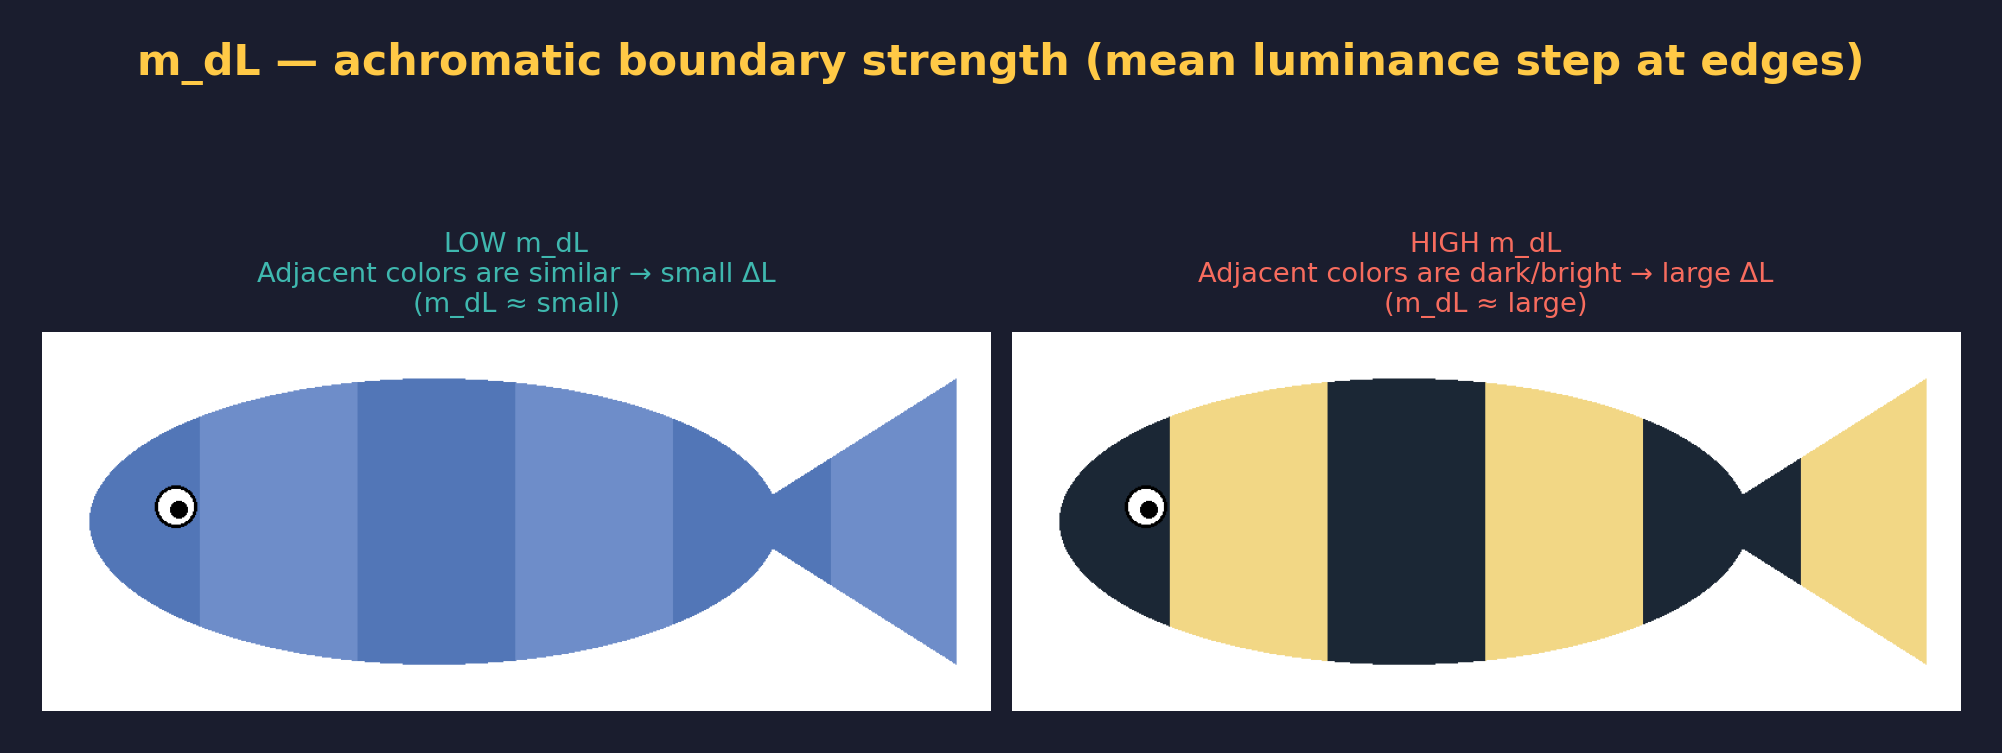 m_dL — achromatic boundary strength (mean luminance step at edges)
LOW m_dL
Adjacent colors are similar → small ΔL
(m_dL ≈ small)
HIGH m_dL
Adjacent colors are dark/bright → large ΔL
(m_dL ≈ large)